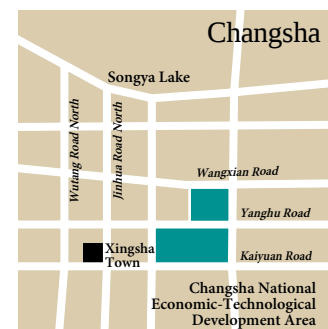 Changsha
Songya Lake
Wutang Road North
Jinhua Road North
Wangxian Road
Yanghu Road
Xingsha
Town
Kaiyuan Road
Changsha National
Economic-Technological
Development Area